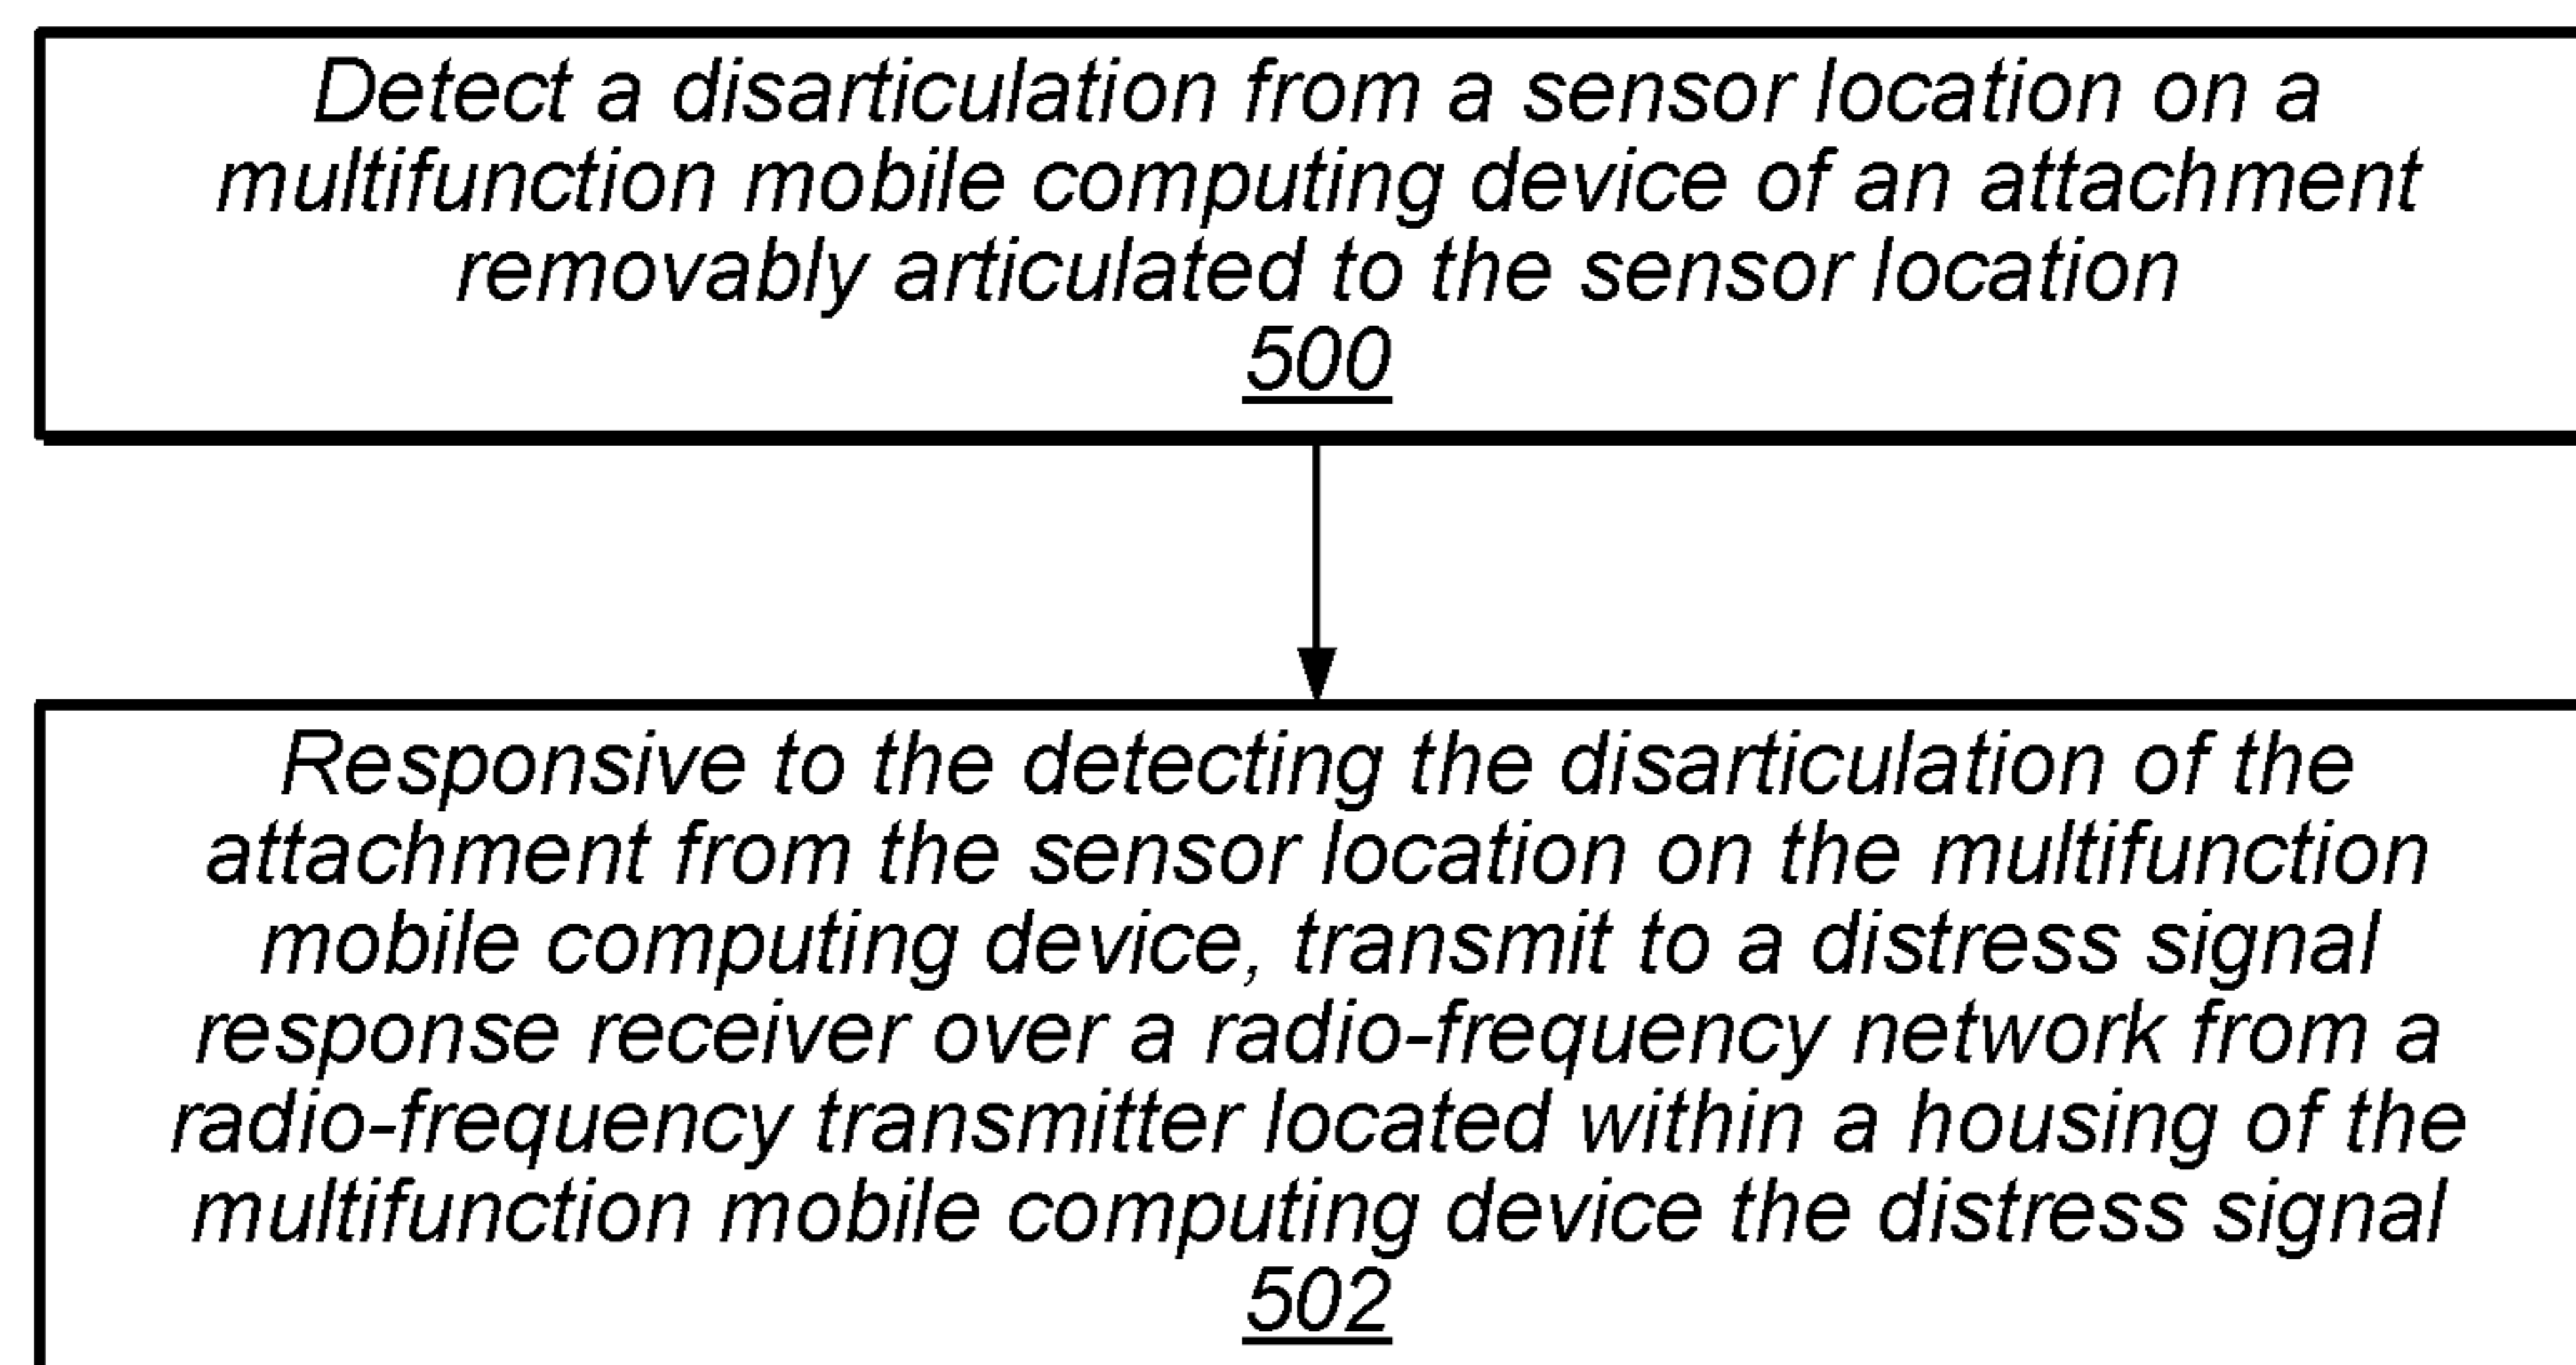 Detect a disarticulation from a sensor location on a
multifunction mobile computing device of an attachment
removably articulated to the sensor location
500
Responsive to the detecting the disarticulation of the
attachment from the sensor location on the multifunction
mobile computing device, transmit to a distress signal
response receiver over a radio-frequency network from a
radio-frequency transmitter located within a housing of the
multifunction mobile computing device the distress signal
502